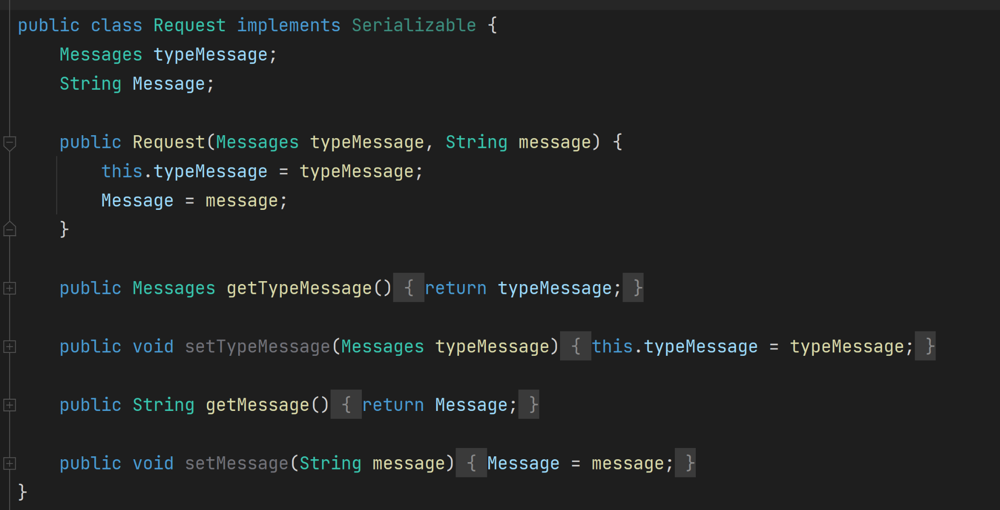 public class Request implements Serializable {
    Messages typeMessage;
    String Message;
    public Request(Messages typeMessage, String message) {
        this.typeMessage = typeMessage;
        Message = message;
    }
    public Messages getTypeMessage() { return typeMessage; }
    public void setTypeMessage(Messages typeMessage) { this.typeMessage = typeMessage; }
    public String getMessage() { return Message; }
    public void setMessage(String message) { Message = message; }
}